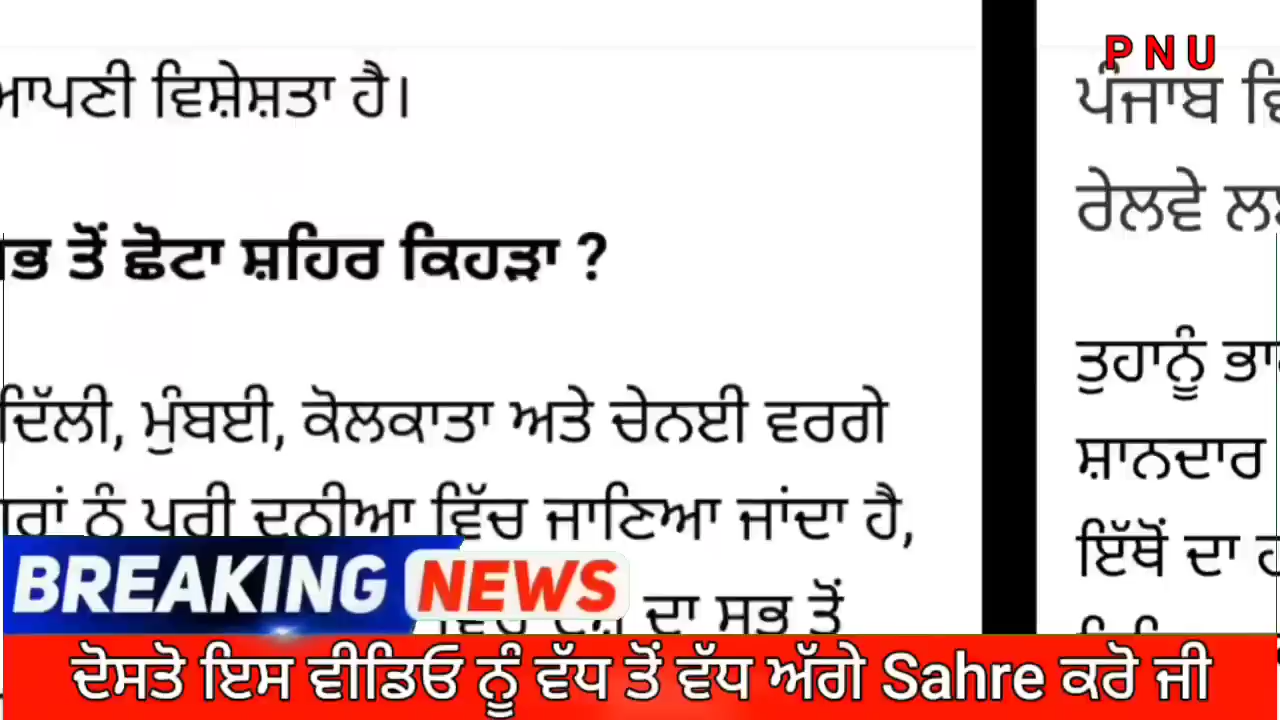 ਆਪਣੀ ਵਿਸ਼ੇਸ਼ਤਾ ਹੈ।
ਤੋਂ ਛੋਟਾ ਸ਼ਹਿਰ ਕਿਹੜਾ ?
ਦਿੱਲੀ, ਮੁੰਬਈ, ਕੋਲਕਾਤਾ ਅਤੇ ਚੇਨਈ ਵਰਗੇ
ਨੂੰ ਪੂਰੀ ਦੁਨੀਆ ਵਿੱਚ ਜਾਣਿਆ ਜਾਂਦਾ ਹੈ,
ਦਾ ਸਭ ਤੋਂ
PNU
ਪੰਜਾਬ
ਰੇਲਵੇ
ਤੁਹਾਨੂੰ
ਸ਼ਾਨਦਾਰ
ਇੱਥੋਂ ਦਾ
BREAKING NEWS
ਦੋਸਤੋ ਇਸ ਵੀਡਿਓ ਨੂੰ ਵੱਧ ਤੋਂ ਵੱਧ ਅੱਗੇ Sahre ਕਰੋ ਜੀ